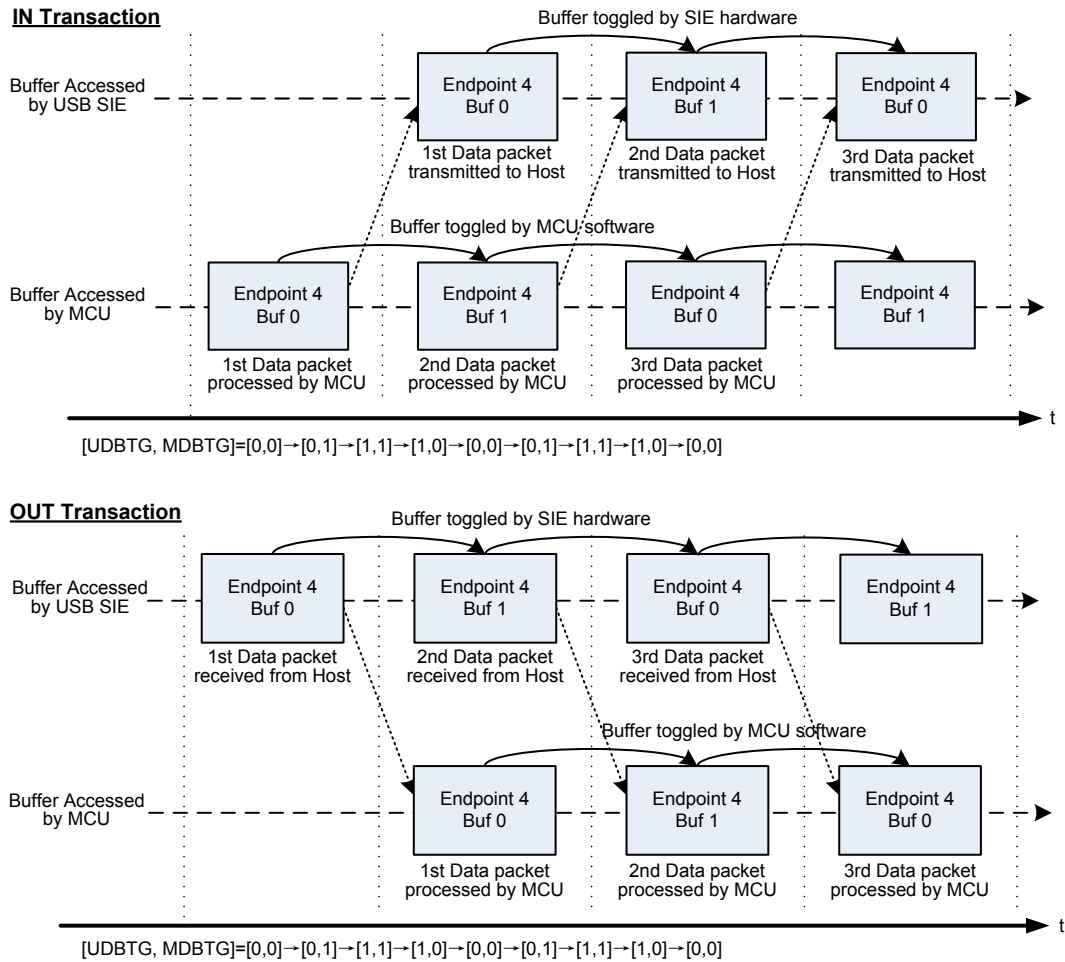 IN Transaction
Buffer toggled by SIE hardware
Buffer Accessed
by USB SIE
Endpoint 4
Buf 0
Endpoint 4
Buf 1
Endpoint 4
Buf 0
1st Data packet
transmitted to Host
2nd Data packet
transmitted to Host
3rd Data packet
transmitted to Host
Buffer toggled by MCU software
Buffer Accessed
by MCU
Endpoint 4
Buf 0
Endpoint 4
Buf 1
Endpoint 4
Buf 0
Endpoint 4
Buf 1
1st Data packet
processed by MCU
2nd Data packet
processed by MCU
3rd Data packet
processed by MCU
t
[UDBTG, MDBTG]=[0,0]→[0,1]→[1,1]→[1,0]→[0,0]→[0,1]→[1,1]→[1,0]→[0,0]
OUT Transaction
Buffer toggled by SIE hardware
Buffer Accessed
by USB SIE
Endpoint 4
Buf 0
Endpoint 4
Buf 1
Endpoint 4
Buf 0
Endpoint 4
Buf 1
1st Data packet
received from Host
2nd Data packet
received from Host
3rd Data packet
received from Host
Buffer toggled by MCU software
Buffer Accessed
by MCU
Endpoint 4
Buf 0
Endpoint 4
Buf 1
Endpoint 4
Buf 0
1st Data packet
processed by MCU
2nd Data packet
processed by MCU
3rd Data packet
processed by MCU
t
[UDBTG, MDBTG]=[0,0]→[0,1]→[1,1]→[1,0]→[0,0]→[0,1]→[1,1]→[1,0]→[0,0]